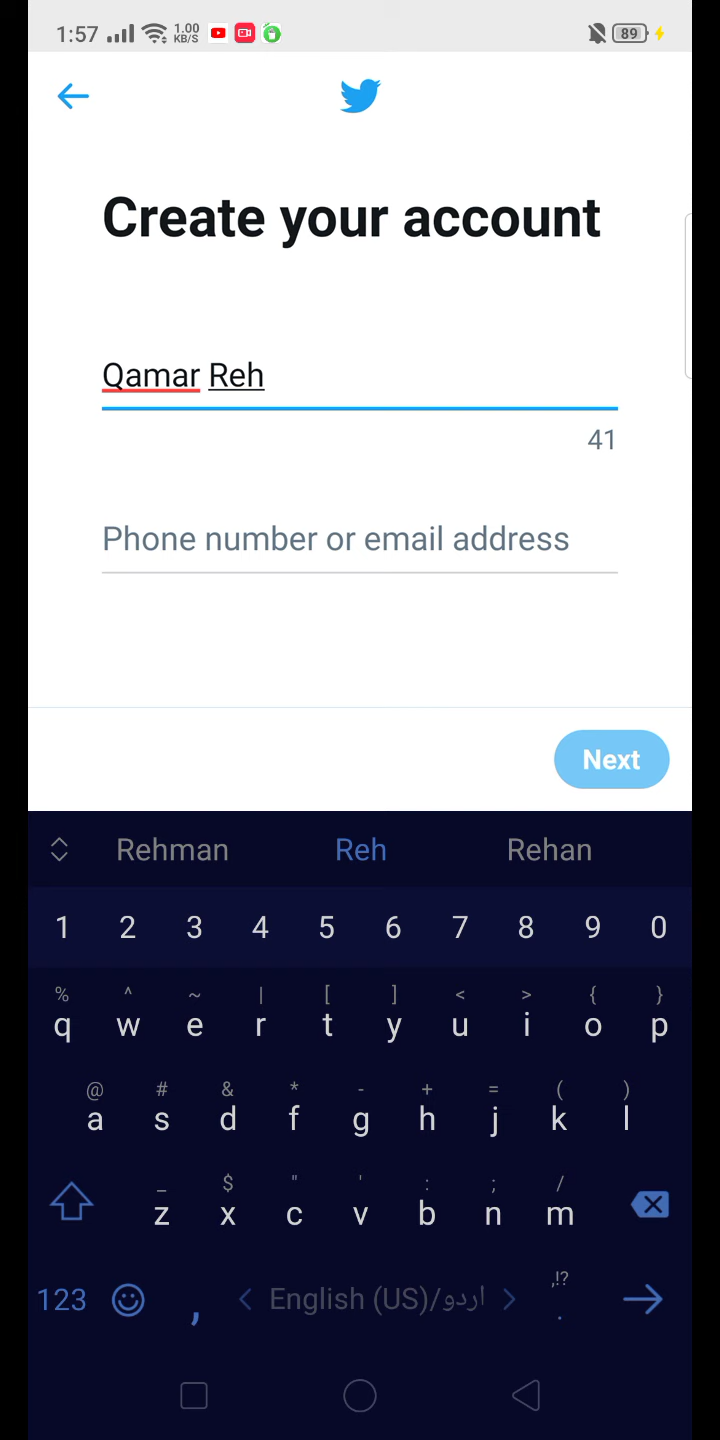 1:57 1.00 KB/S 89
Create your account
Qamar Reh
41
Phone number or email address
Next
Rehman Reh Rehan
1 2 3 4 5 6 7 8 9 0
% ^ ~ | [ ] < > { }
q w e r t y u i o p
@ # & * - + = ( )
a s d f g h j k l
_ $ " ' : ; /
z x c v b n m
,!?
123 , < English (US)/اردو > .